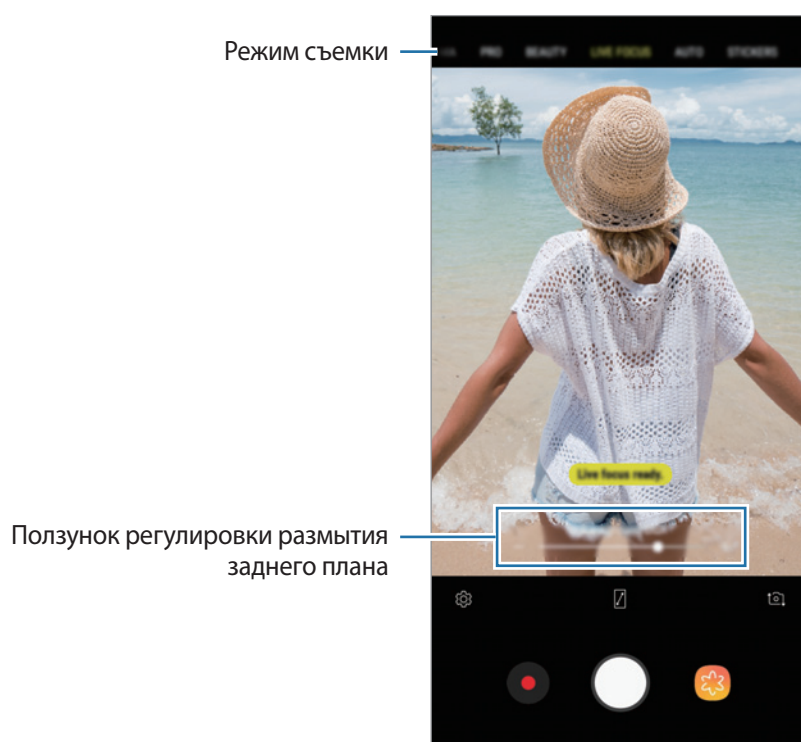 Режим съемки
PRO BEAUTY LIVE FOCUS AUTO STICKERS
Live focus ready.
Ползунок регулировки размытия
заднего плана